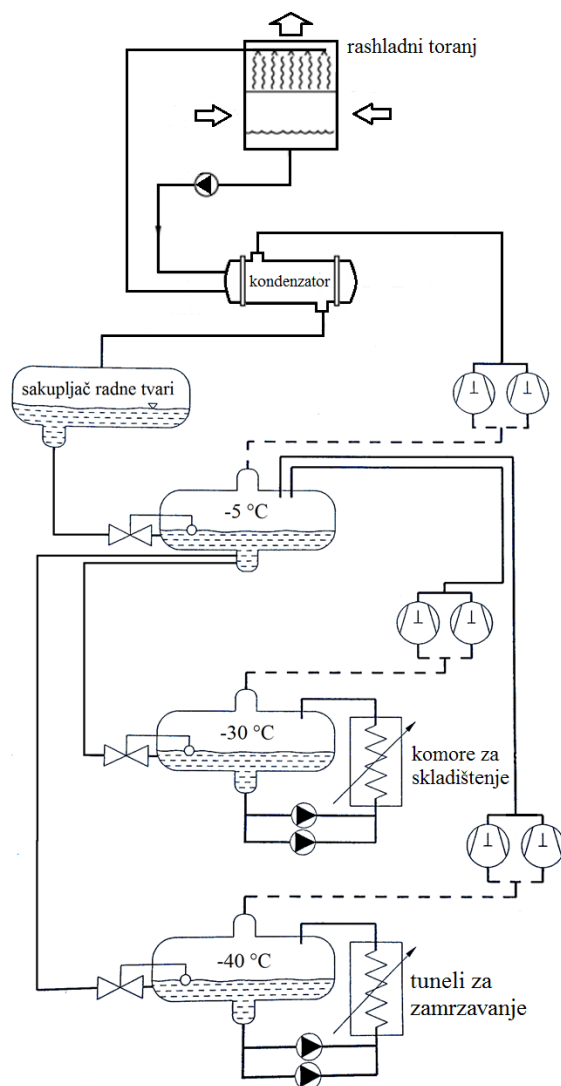 rashladni toranj
kondenzator
sakupljač radne tvari
-5 °C
-30 °C
komore za
skladištenje
-40 °C
tuneli za
zamrzavanje